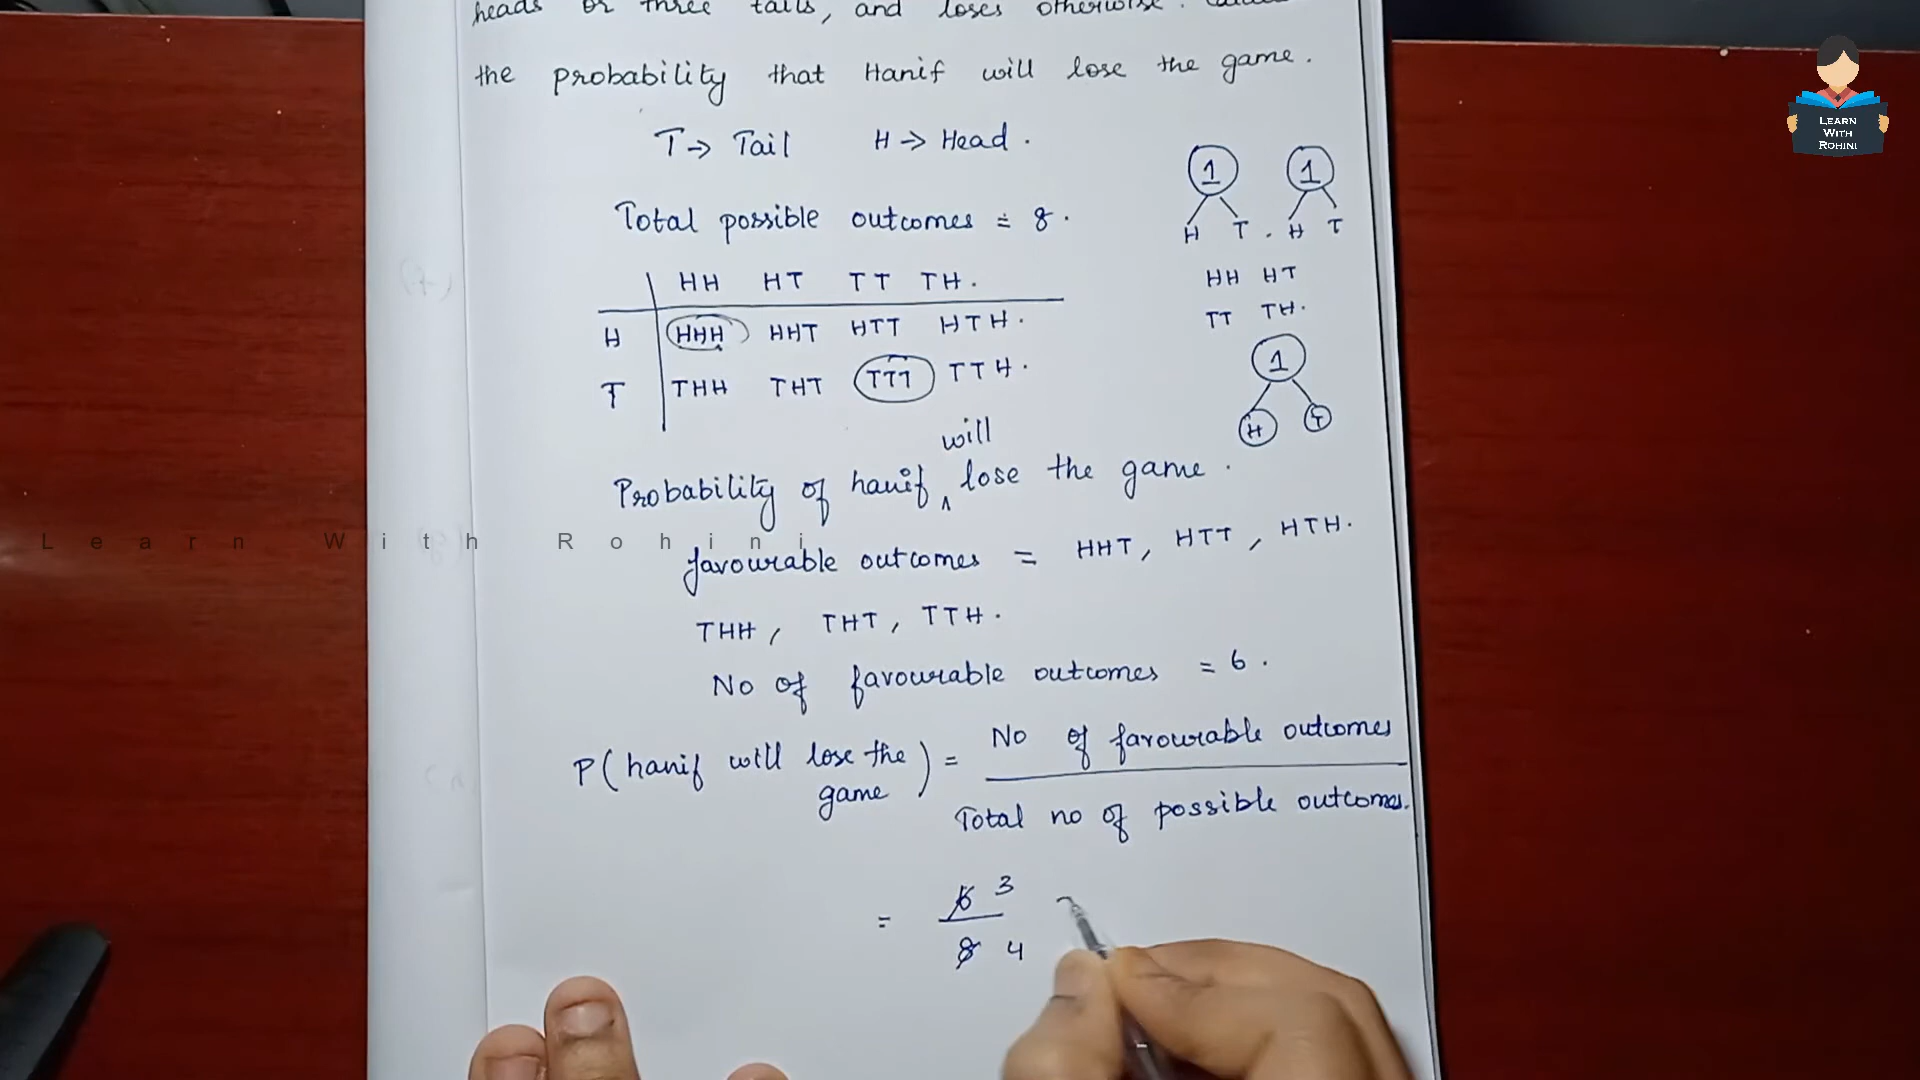 heads or three tails, and loses otherwise.
the probability that Hanif will lose the game.
T → Tail H → Head.
Total possible outcomes = 8.
HH HT TT TH.
H HHH HHT HTT HTH.
T THH THT TTT TTH.
1 1
H T . H T
HH HT
TT TH.
1
H T
will
Probability of hanif ^ lose the game.
favourable outcomes = HHT, HTT, HTH.
THH, THT, TTH.
No of favourable outcomes = 6.
P(hanif will lose the game) = No of favourable outcomes
Total no of possible outcomes.
= 6 3
8 4
Learn With Rohini
LEARN
WITH
ROHINI